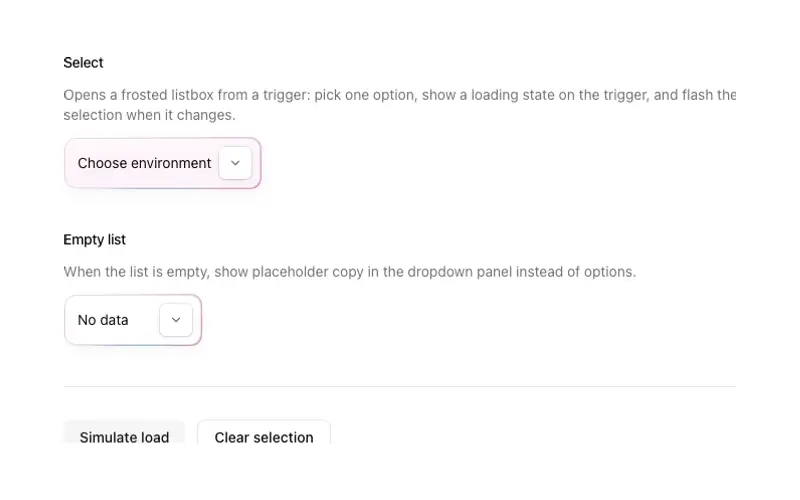 Select
Opens a frosted listbox from a trigger: pick one option, show a loading state on the trigger, and flash the
selection when it changes.
Choose environment
Empty list
When the list is empty, show placeholder copy in the dropdown panel instead of options.
No data
Simulate load
Clear selection